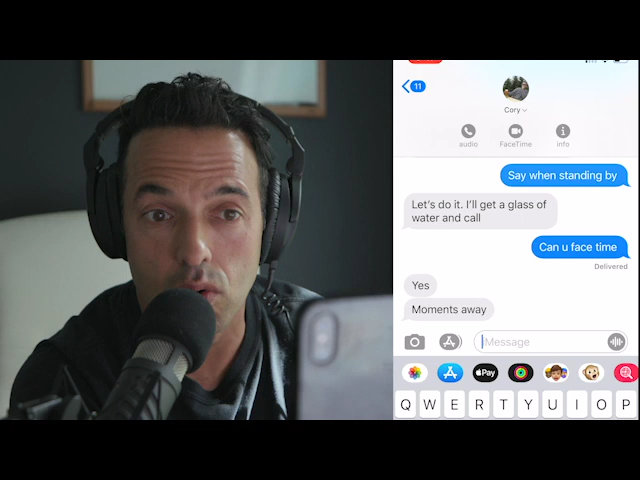 11
Cory
audio FaceTime info
Say when standing by
Let's do it. I'll get a glass of
water and call
Can u face time
Delivered
Yes
Moments away
Message
Pay
Q W E R T Y U I O P